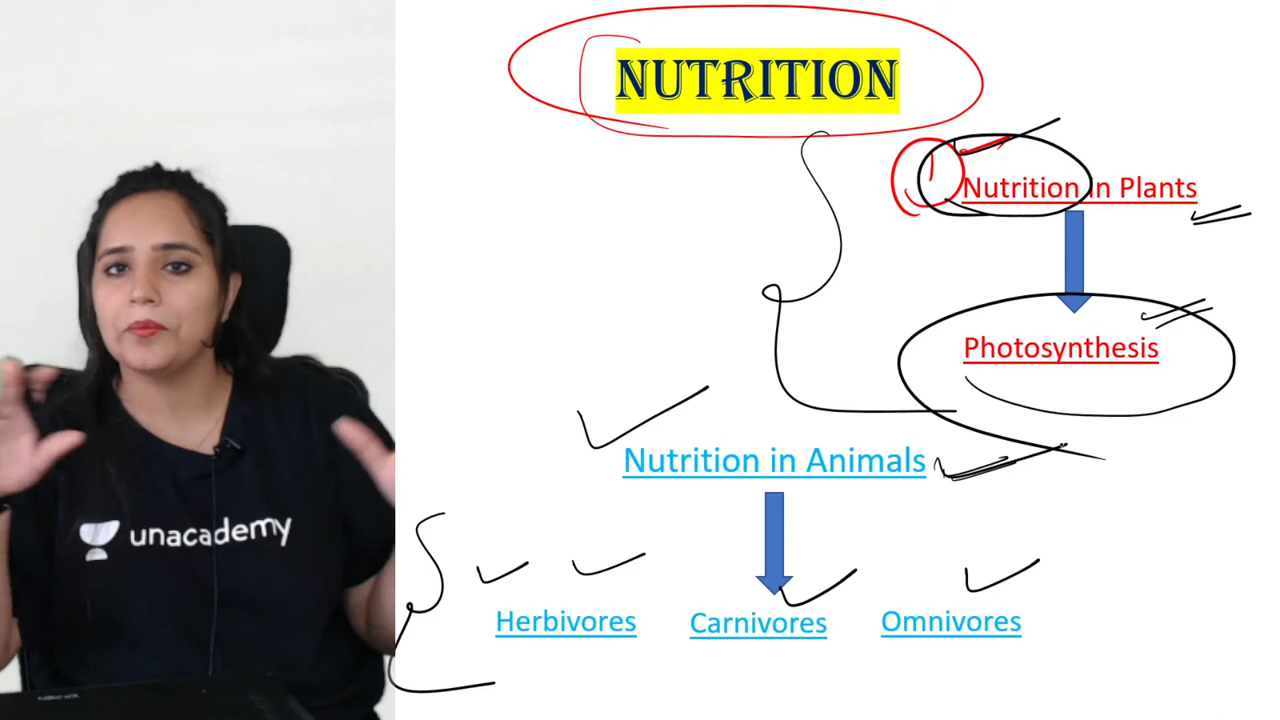 NUTRITION
Nutrition in Plants
Photosynthesis
Nutrition in Animals
Herbivores Carnivores Omnivores
unacademy